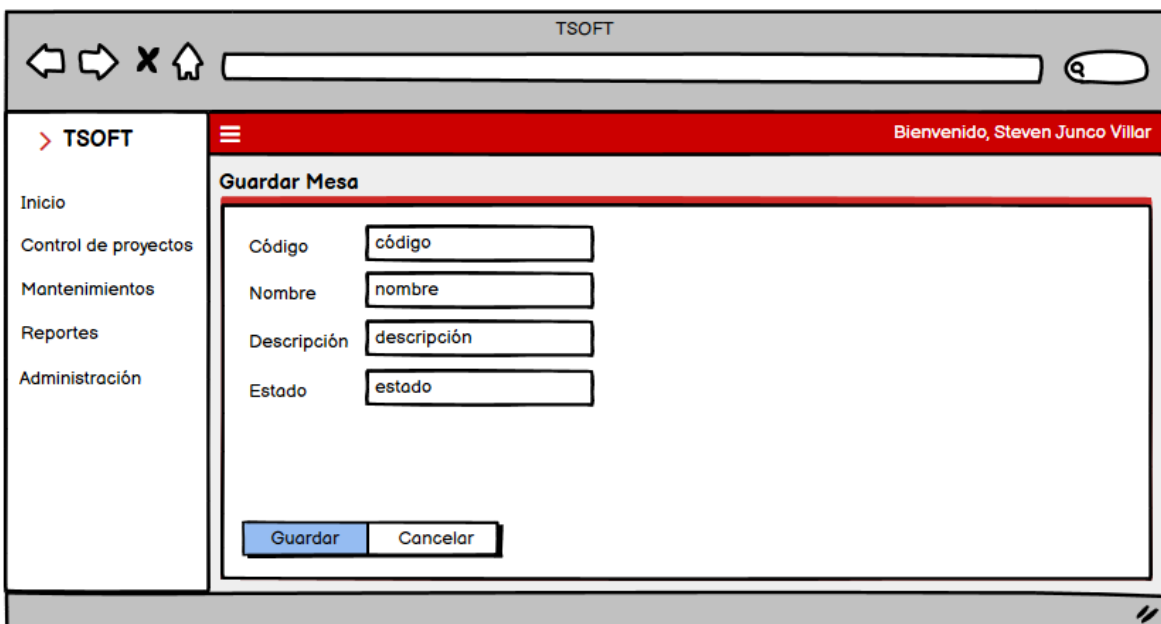 TSOFT
> TSOFT
Bienvenido, Steven Junco Villar
Inicio
Control de proyectos
Mantenimientos
Reportes
Administración
Guardar Mesa
Código código
Nombre nombre
Descripción descripción
Estado estado
Guardar Cancelar